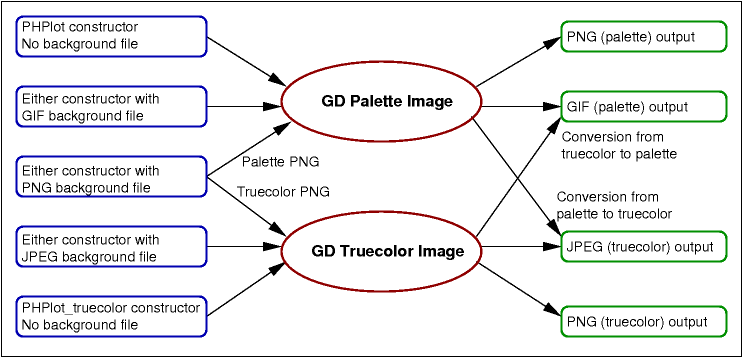 PHPlot constructor
No background file
Either constructor with
GIF background file
Either constructor with
PNG background file
Either constructor with
JPEG background file
PHPlot_truecolor constructor
No background file
GD Palette Image
Palette PNG
Truecolor PNG
GD Truecolor Image
PNG (palette) output
GIF (palette) output
Conversion from
truecolor to palette
Conversion from
palette to truecolor
JPEG (truecolor) output
PNG (truecolor) output